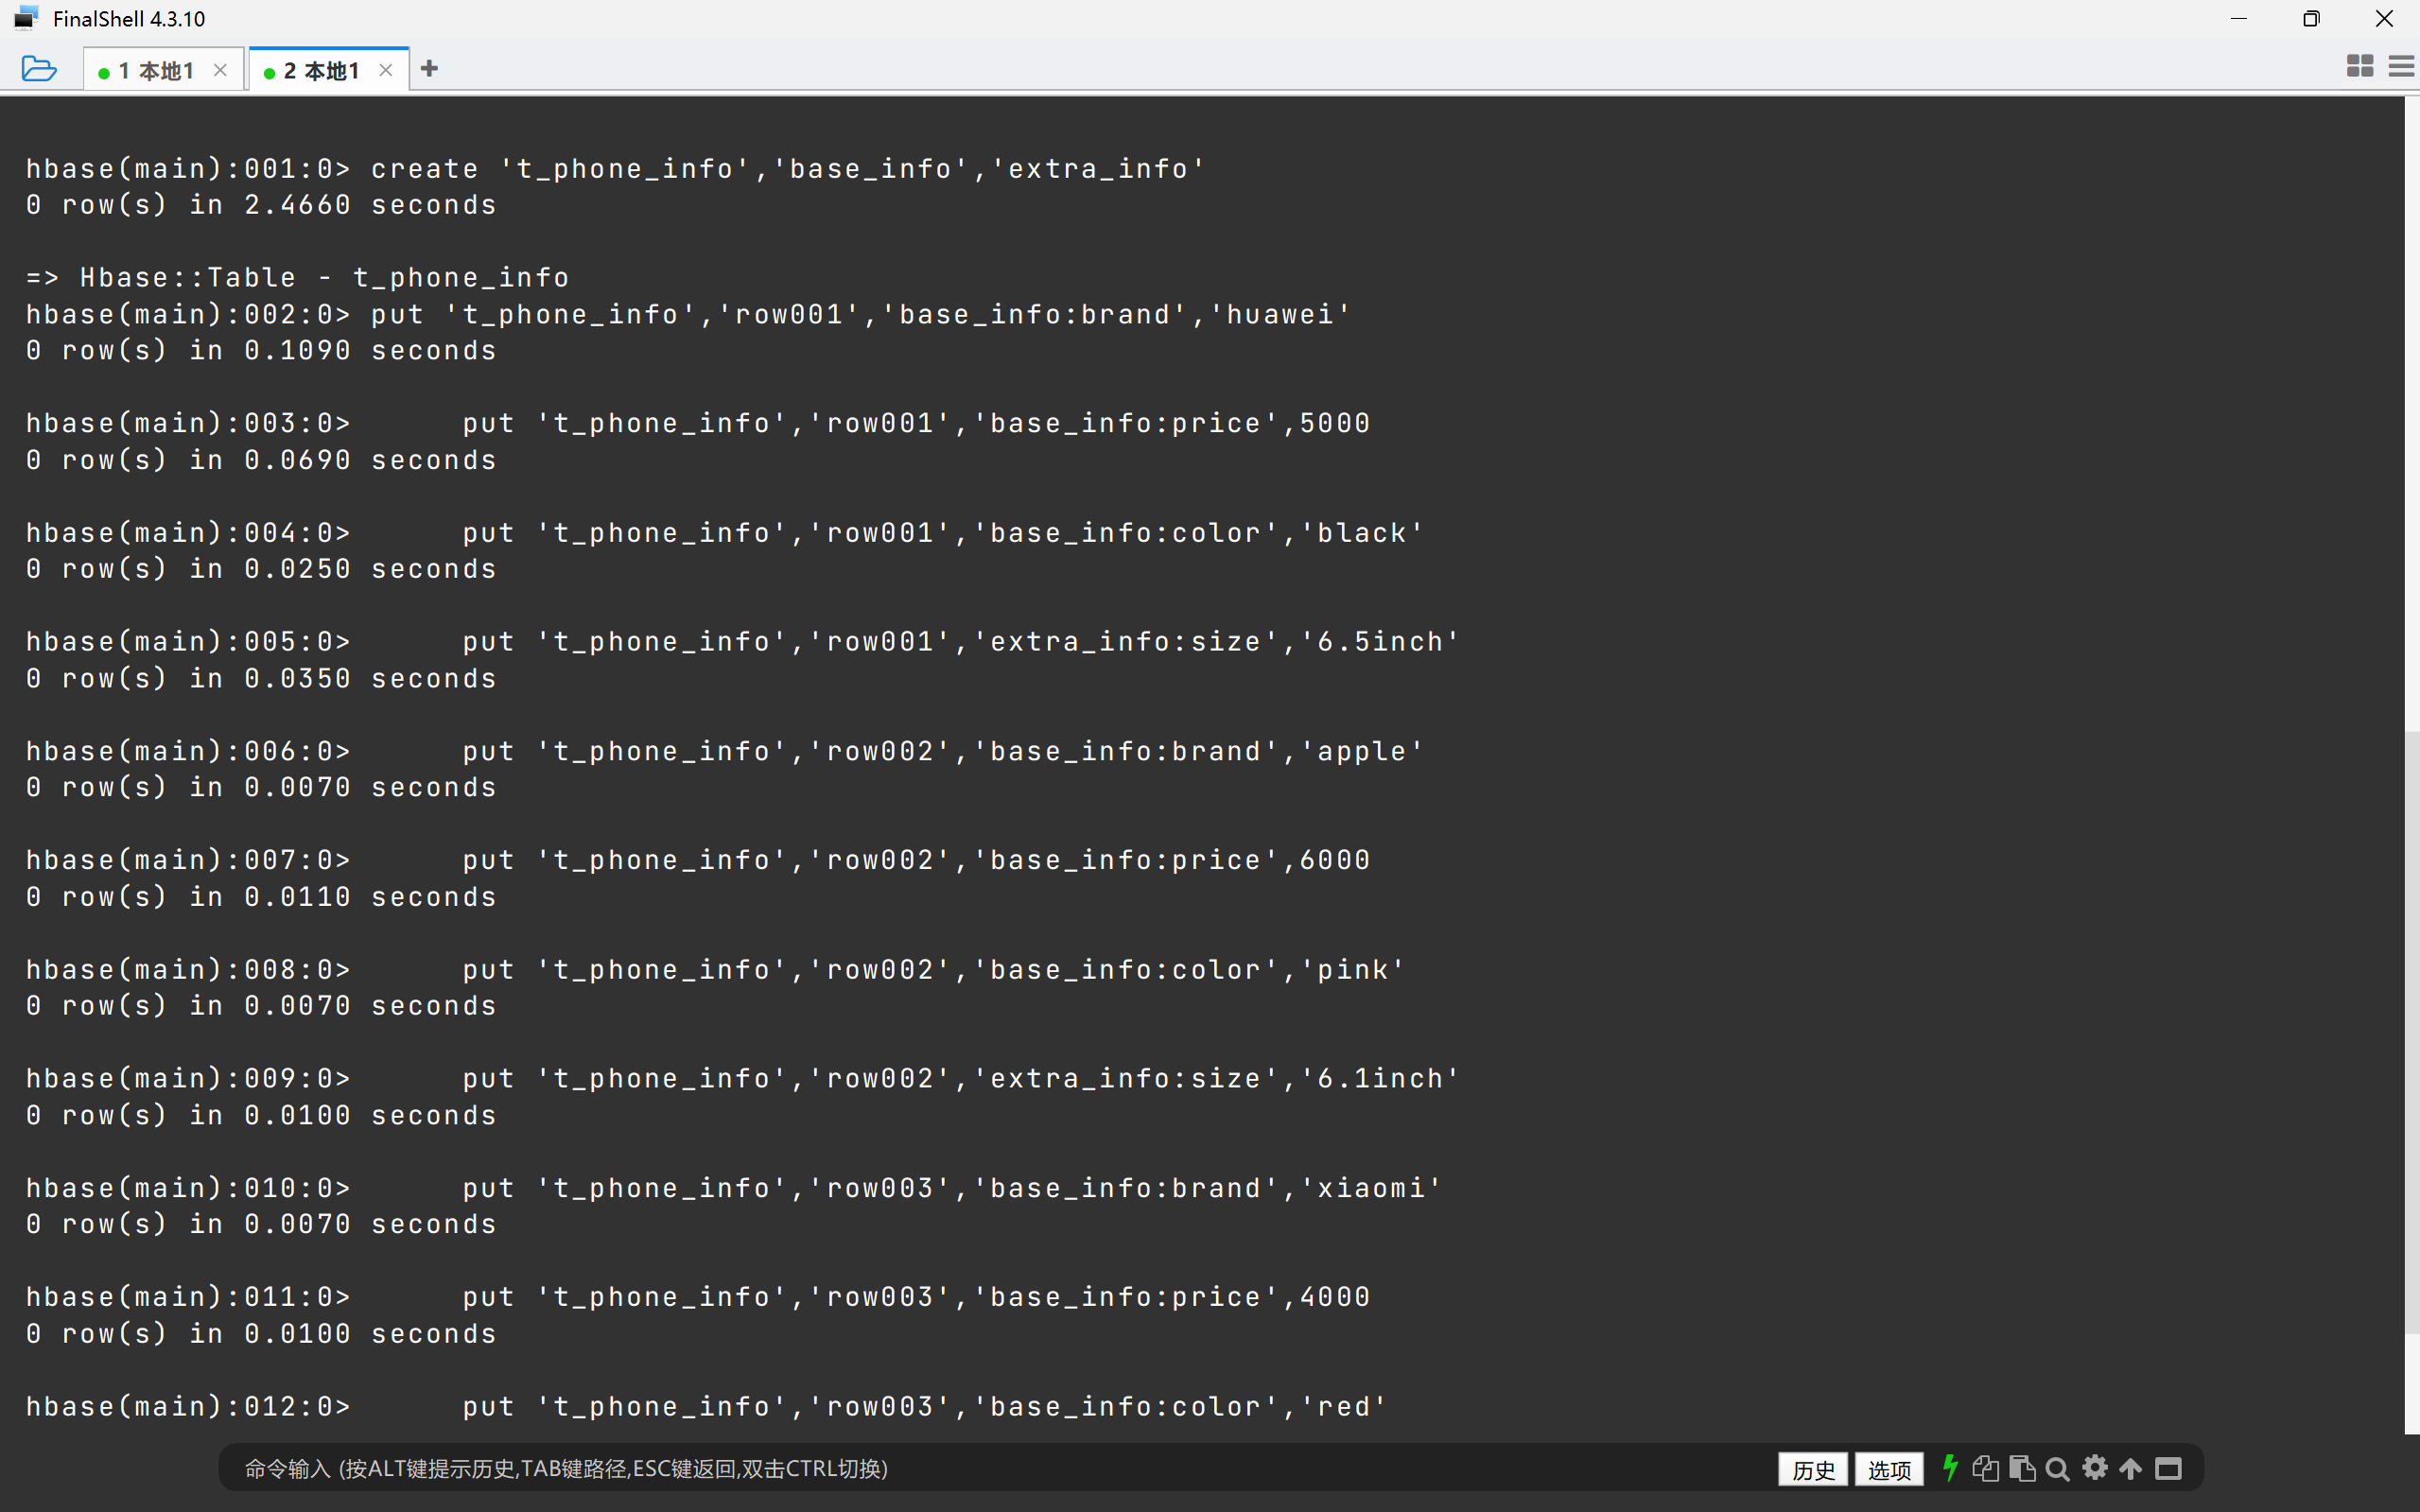 FinalShell 4.3.10
1 本地1
2 本地1
hbase(main):001:0> create 't_phone_info','base_info','extra_info'
0 row(s) in 2.4660 seconds
=> Hbase::Table - t_phone_info
hbase(main):002:0> put 't_phone_info','row001','base_info:brand','huawei'
0 row(s) in 0.1090 seconds
hbase(main):003:0>      put 't_phone_info','row001','base_info:price',5000
0 row(s) in 0.0690 seconds
hbase(main):004:0>      put 't_phone_info','row001','base_info:color','black'
0 row(s) in 0.0250 seconds
hbase(main):005:0>      put 't_phone_info','row001','extra_info:size','6.5inch'
0 row(s) in 0.0350 seconds
hbase(main):006:0>      put 't_phone_info','row002','base_info:brand','apple'
0 row(s) in 0.0070 seconds
hbase(main):007:0>      put 't_phone_info','row002','base_info:price',6000
0 row(s) in 0.0110 seconds
hbase(main):008:0>      put 't_phone_info','row002','base_info:color','pink'
0 row(s) in 0.0070 seconds
hbase(main):009:0>      put 't_phone_info','row002','extra_info:size','6.1inch'
0 row(s) in 0.0100 seconds
hbase(main):010:0>      put 't_phone_info','row003','base_info:brand','xiaomi'
0 row(s) in 0.0070 seconds
hbase(main):011:0>      put 't_phone_info','row003','base_info:price',4000
0 row(s) in 0.0100 seconds
hbase(main):012:0>      put 't_phone_info','row003','base_info:color','red'
命令输入 (按ALT键提示历史,TAB键路径,ESC键返回,双击CTRL切换)
历史 选项